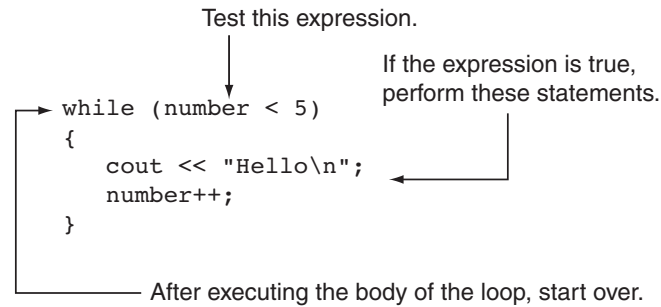 Test this expression.
If the expression is true,
perform these statements.
while (number < 5)
{
cout << "Hello\n";
number++;
}
After executing the body of the loop, start over.